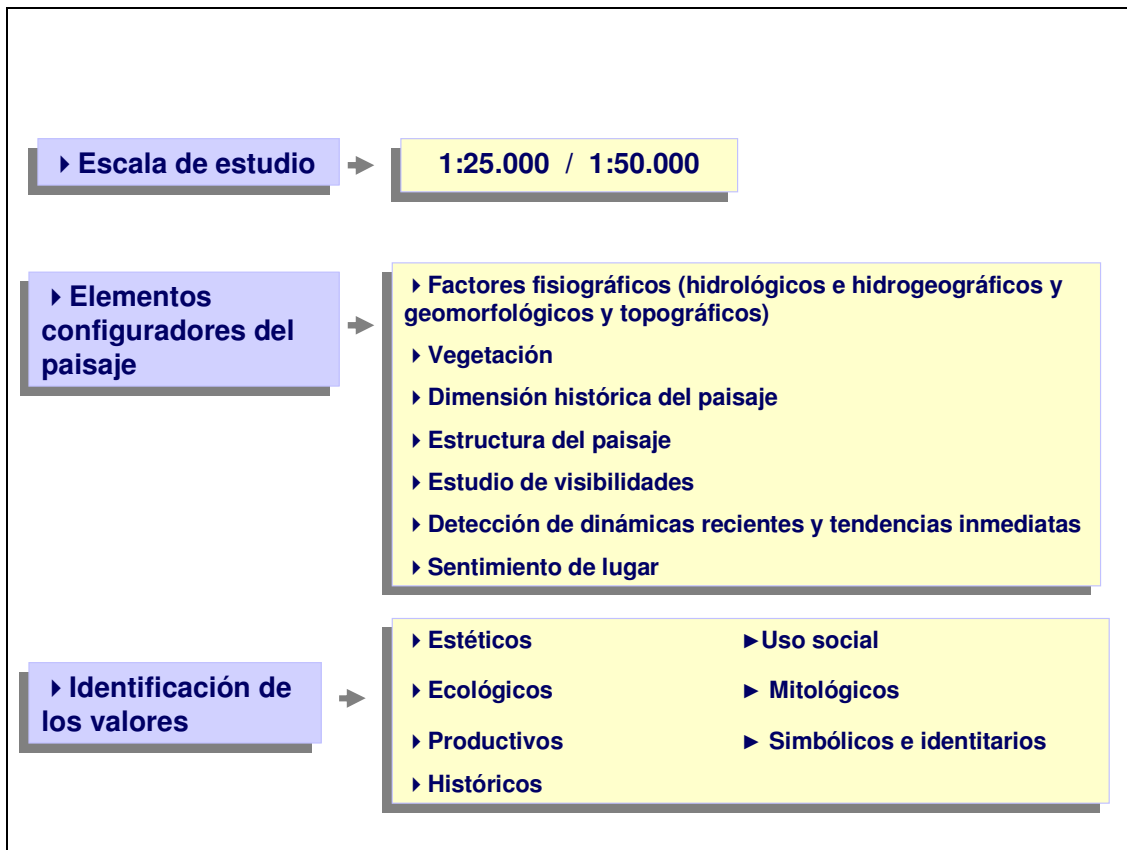 ▶ Escala de estudio
1:25.000 / 1:50.000
▶ Elementos
configuradores del
paisaje
▶ Factores fisiográficos (hidrológicos e hidrogeográficos y
geomorfológicos y topográficos)
▶ Vegetación
▶ Dimensión histórica del paisaje
▶ Estructura del paisaje
▶ Estudio de visibilidades
▶ Detección de dinámicas recientes y tendencias inmediatas
▶ Sentimiento de lugar
▶ Identificación de
los valores
▶ Estéticos
▶ Ecológicos
▶ Productivos
▶ Históricos
►Uso social
► Mitológicos
► Simbólicos e identitarios